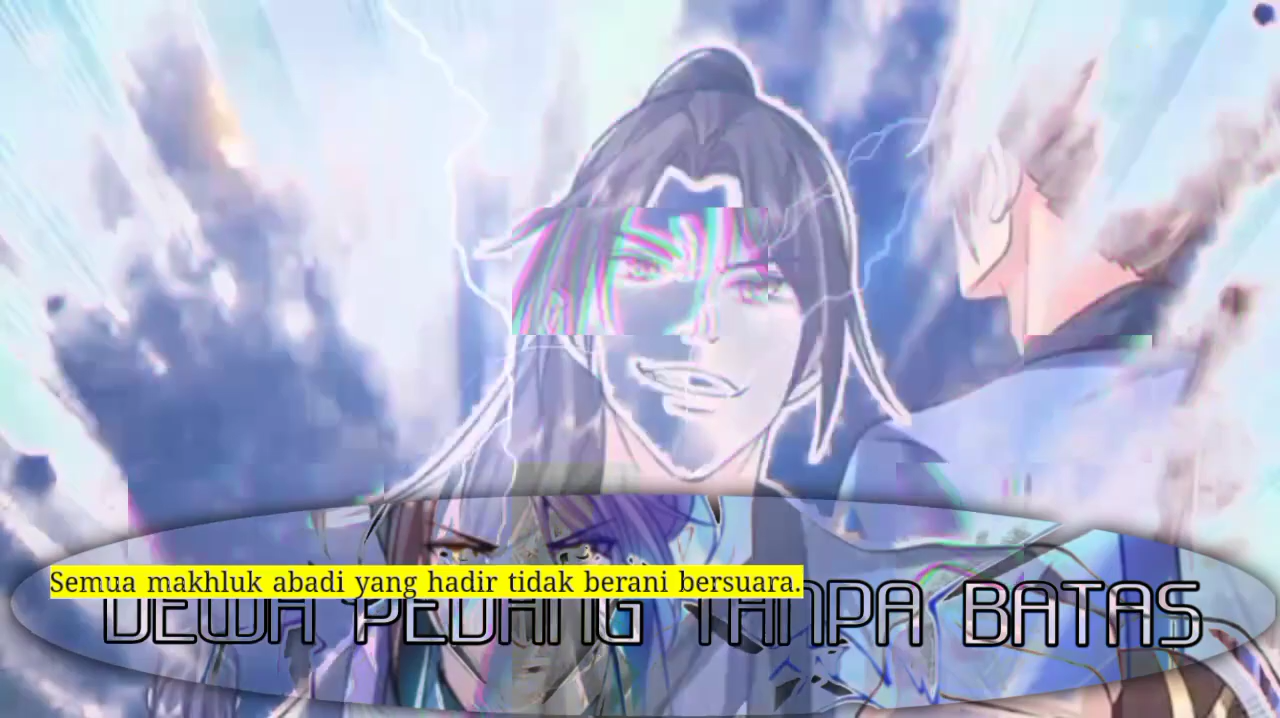 Semua makhluk abadi yang hadir tidak berani bersuara.
DEWA PEDANG TANPA BATAS